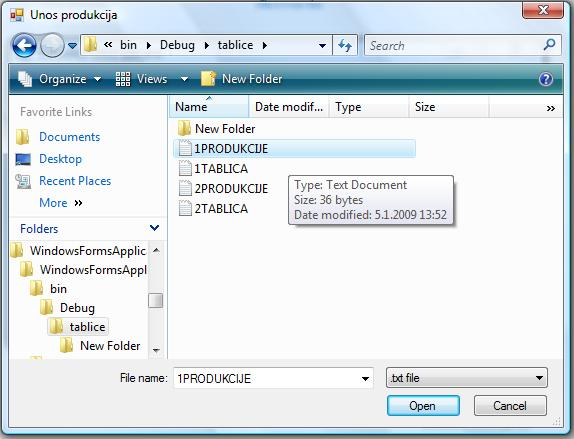 Unos produkcija
« bin Debug tablice Search
Organize Views New Folder
Favorite Links
Documents
Desktop
Recent Places
More »
Folders
WindowsFormsApplic
WindowsFormsAppl
bin
Debug
tablice
New Folder
Name Date modif... Type Size »
New Folder
1PRODUKCIJE
1TABLICA
2PRODUKCIJE
2TABLICA
Type: Text Document
Size: 36 bytes
Date modified: 5.1.2009 13:52
File name: 1PRODUKCIJE .txt file
Open Cancel